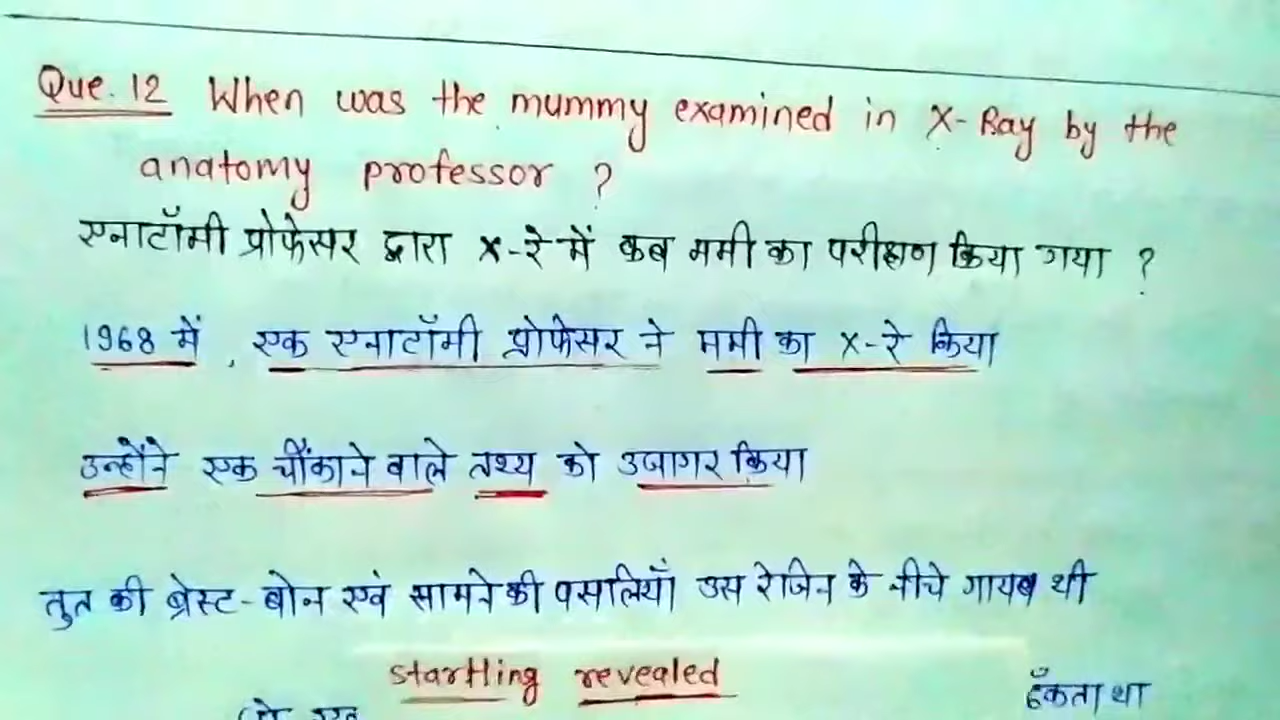 Que. 12 When was the mummy examined in X-Ray by the
anatomy professor ?
एनाटॉमी प्रोफेसर द्वारा X-रे में कब ममी का परीक्षण किया गया ?
1968 में , एक एनाटॉमी प्रोफेसर ने ममी का X-रे किया
उन्होंने एक चौंकाने वाले तथ्य को उजागर किया
तुत की ब्रेस्ट-बोन एवं सामने की पसलियाँ उस रेजिन के नीचे गायब थी
startling revealed
ढँकता था